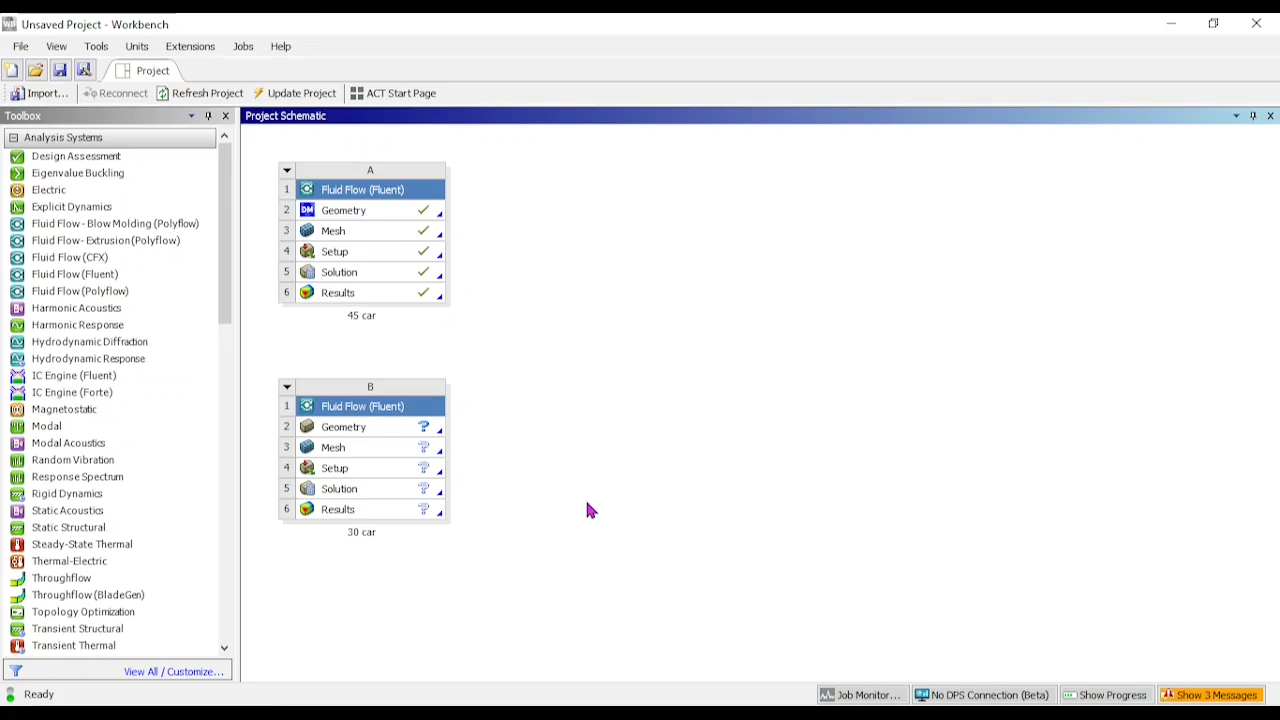 Unsaved Project - Workbench
File View Tools Units Extensions Jobs Help
Project
Import... Reconnect Refresh Project Update Project ACT Start Page
Toolbox
Analysis Systems
Design Assessment
Eigenvalue Buckling
Electric
Explicit Dynamics
Fluid Flow - Blow Molding (Polyflow)
Fluid Flow- Extrusion (Polyflow)
Fluid Flow (CFX)
Fluid Flow (Fluent)
Fluid Flow (Polyflow)
Harmonic Acoustics
Harmonic Response
Hydrodynamic Diffraction
Hydrodynamic Response
IC Engine (Fluent)
IC Engine (Forte)
Magnetostatic
Modal
Modal Acoustics
Random Vibration
Response Spectrum
Rigid Dynamics
Static Acoustics
Static Structural
Steady-State Thermal
Thermal-Electric
Throughflow
Throughflow (BladeGen)
Topology Optimization
Transient Structural
Transient Thermal
View All / Customize...
Project Schematic
A
1 Fluid Flow (Fluent)
2 DM Geometry
3 Mesh
4 Setup
5 Solution
6 Results
45 car
B
1 Fluid Flow (Fluent)
2 Geometry ?
3 Mesh ?
4 Setup ?
5 Solution ?
6 Results ?
30 car
Ready Job Monitor... No DPS Connection (Beta) Show Progress Show 3 Messages